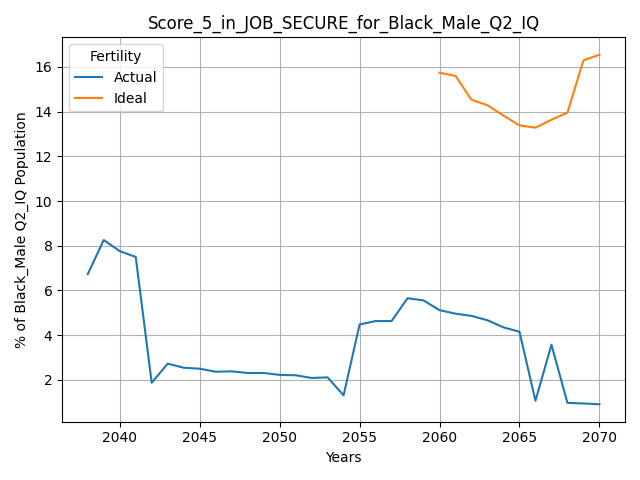 Score_5_in_JOB_SECURE_for_Black_Male_Q2_IQ
Fertility
Actual
Ideal
% of Black_Male Q2_IQ Population
16
14
12
10
8
6
4
2
2040 2045 2050 2055 2060 2065 2070
Years